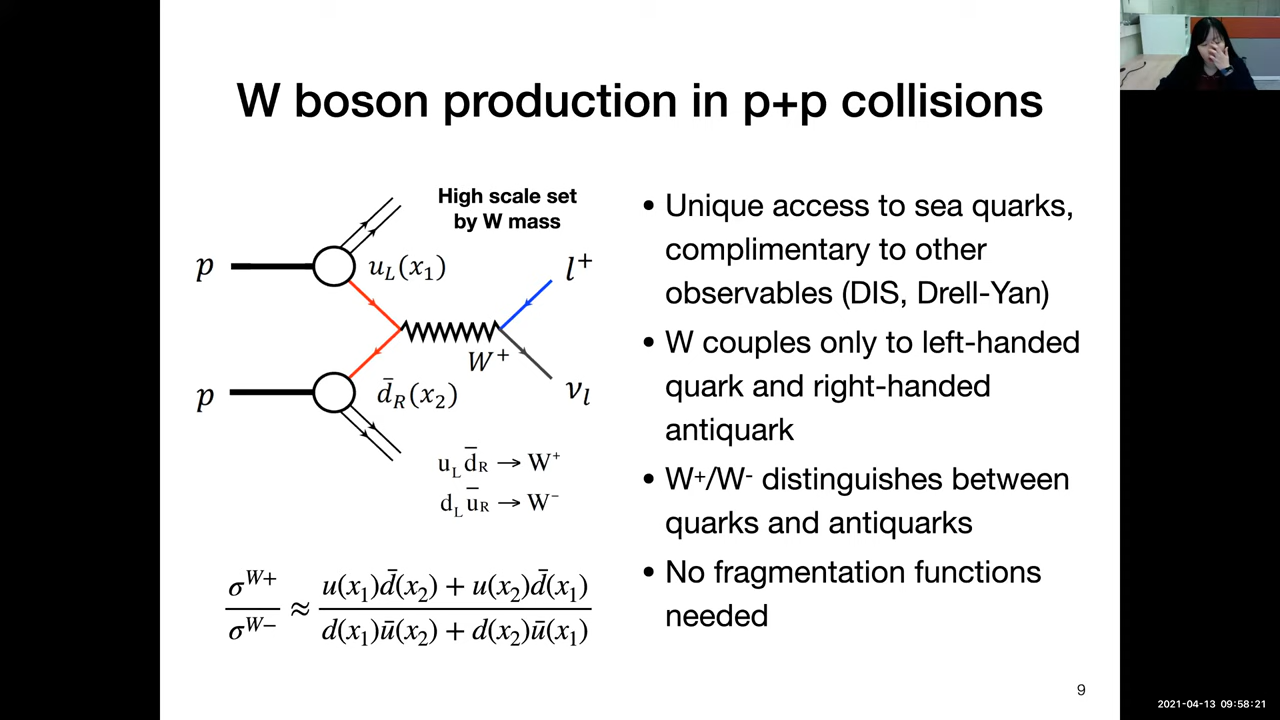 W boson production in p+p collisions
High scale set
by W mass
p
u_L(x_1)
l^+
W^+
p
d̄_R(x_2)
ν_l
u_L d̄_R → W^+
d_L ū_R → W^−
σ^{W+} / σ^{W−} ≈ u(x_1)d̄(x_2) + u(x_2)d̄(x_1) / d(x_1)ū(x_2) + d(x_2)ū(x_1)
• Unique access to sea quarks,
complimentary to other
observables (DIS, Drell-Yan)
• W couples only to left-handed
quark and right-handed
antiquark
• W+/W- distinguishes between
quarks and antiquarks
• No fragmentation functions
needed
9
2021-04-13 09:58:21